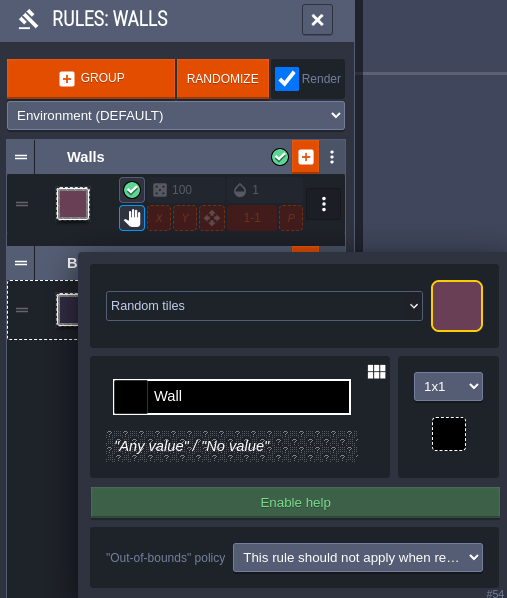 RULES: WALLS
GROUP
RANDOMIZE
Render
Environment (DEFAULT)
Walls
100
1
X
Y
1-1
P
B
Random tiles
Wall
1x1
"Any value" / "No value"
Enable help
"Out-of-bounds" policy
This rule should not apply when re…
#54